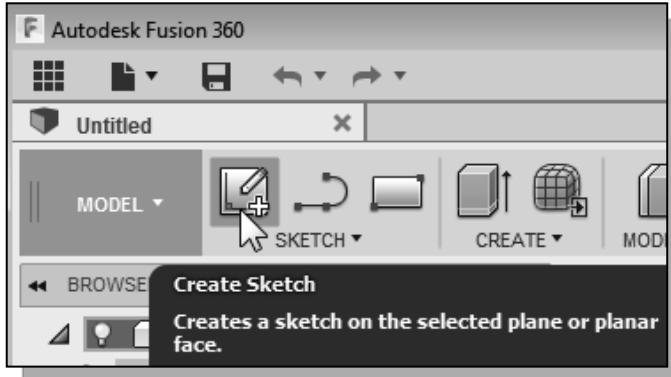 F Autodesk Fusion 360
Untitled
MODEL
SKETCH
CREATE
MOD
BROWSE
Create Sketch
Creates a sketch on the selected plane or planar
face.